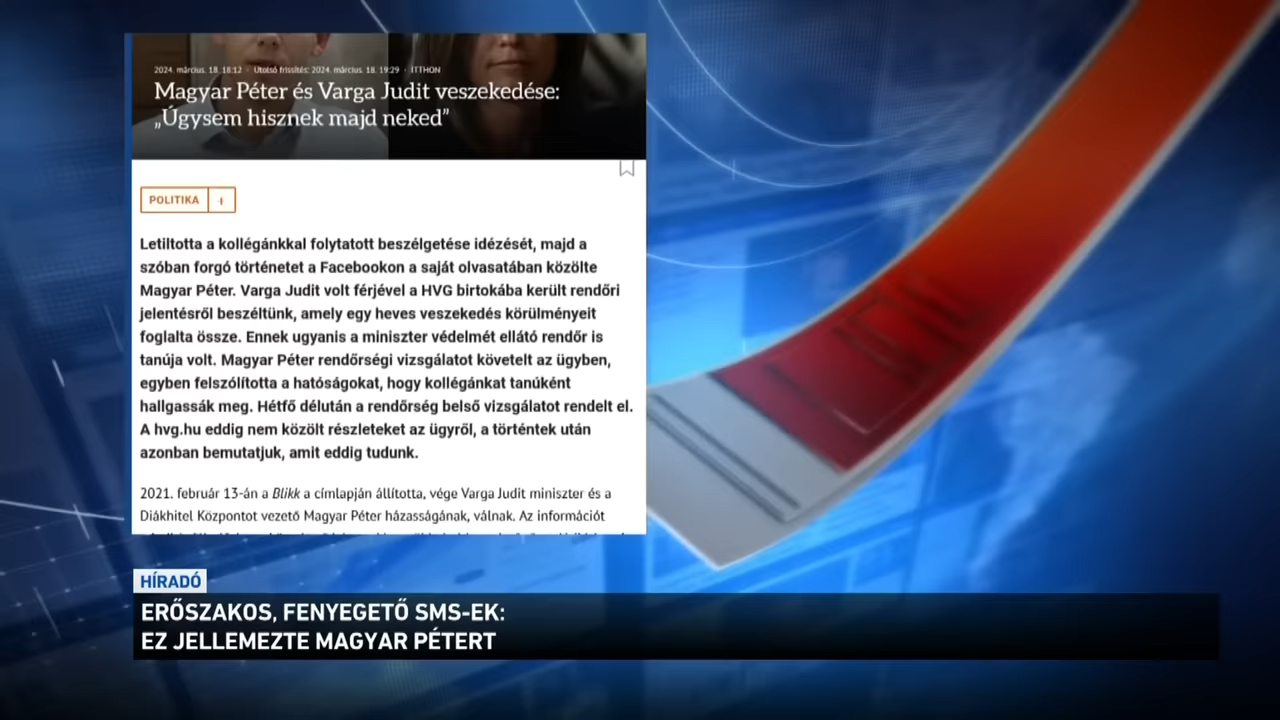 2024. március. 18. 18:12 · Utolsó frissítés: 2024. március. 18. 19:29 · ITTHON
Magyar Péter és Varga Judit veszekedése:
„Úgysem hisznek majd neked”
POLITIKA +
Letiltotta a kollégánkkal folytatott beszélgetése idézését, majd a
szóban forgó történetet a Facebookon a saját olvasatában közölte
Magyar Péter. Varga Judit volt férjével a HVG birtokába került rendőri
jelentésről beszéltünk, amely egy heves veszekedés körülményeit
foglalta össze. Ennek ugyanis a miniszter védelmét ellátó rendőr is
tanúja volt. Magyar Péter rendőrségi vizsgálatot követelt az ügyben,
egyben felszólította a hatóságokat, hogy kollégánkat tanúként
hallgassák meg. Hétfő délután a rendőrség belső vizsgálatot rendelt el.
A hvg.hu eddig nem közölt részleteket az ügyről, a történtek után
azonban bemutatjuk, amit eddig tudunk.
2021. február 13-án a Blikk a címlapján állította, vége Varga Judit miniszter és a
Diákhitel Központot vezető Magyar Péter házasságának, válnak. Az információt
HÍRADÓ
ERŐSZAKOS, FENYEGETŐ SMS-EK:
EZ JELLEMEZTE MAGYAR PÉTERT